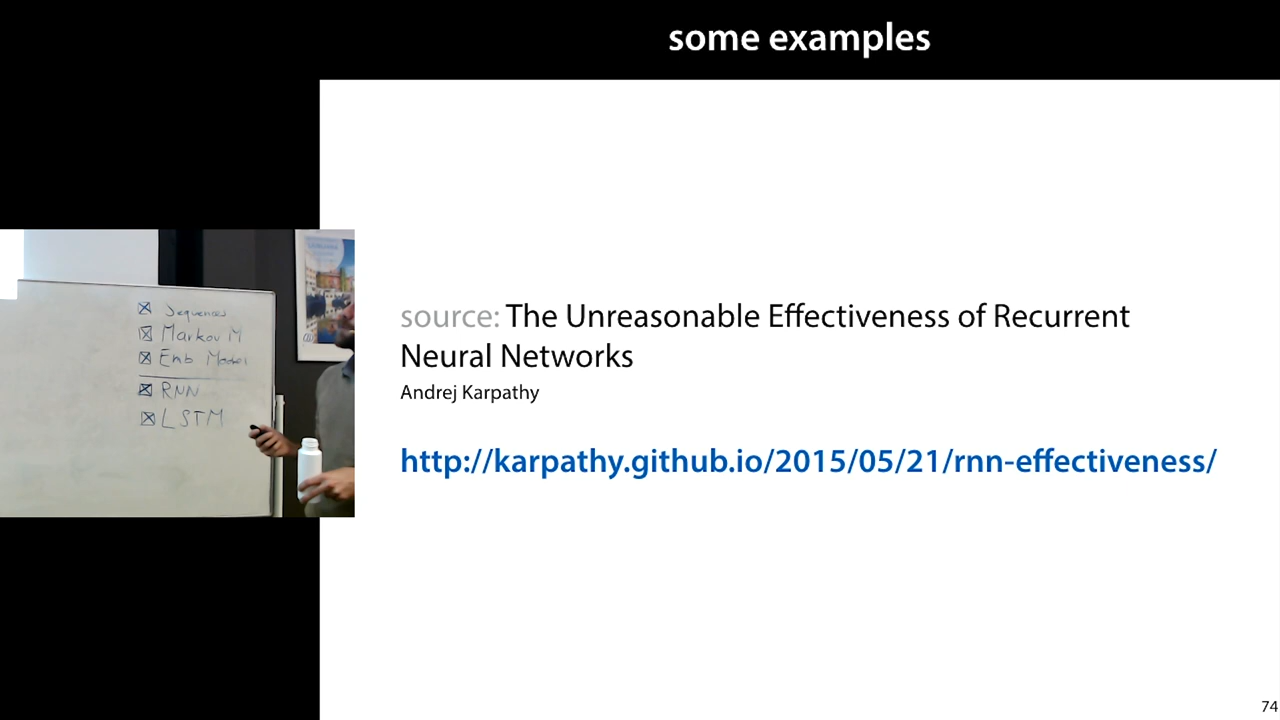 some examples
Sequences
Markov M
Emb Model
RNN
LSTM
source: The Unreasonable Effectiveness of Recurrent
Neural Networks
Andrej Karpathy
http://karpathy.github.io/2015/05/21/rnn-effectiveness/
74